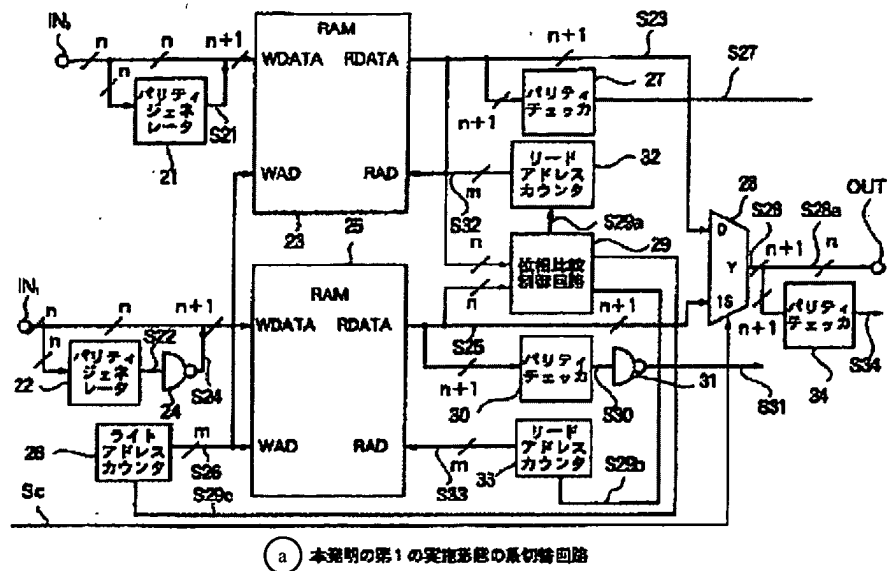 IN₀
n
n
n+1
n
パリティ
ジェネ
レータ
S21
21
RAM
WDATA RDATA
WAD RAD
23
n+1
S23
27
パリティ
チェッカ
n+1
S27
リード
アドレス
カウンタ
32
m
S32
S29a
位相比較
制御回路
29
n
n
28
0
Y
1S
S28
n+1
S28a
n
OUT
n+1
パリティ
チェッカ
34
S34
IN₁
n
n
n+1
n
パリティ
ジェネ
レータ
22
S22
24
S24
25
RAM
WDATA RDATA
WAD RAD
S25
n+1
n+1
パリティ
チェッカ
30
S30
31
S31
ライト
アドレス
カウンタ
26
m
S26
S29c
Sc
m
S33
リード
アドレス
カウンタ
33
S29b
a 本発明の第1の実施形態の系切替回路